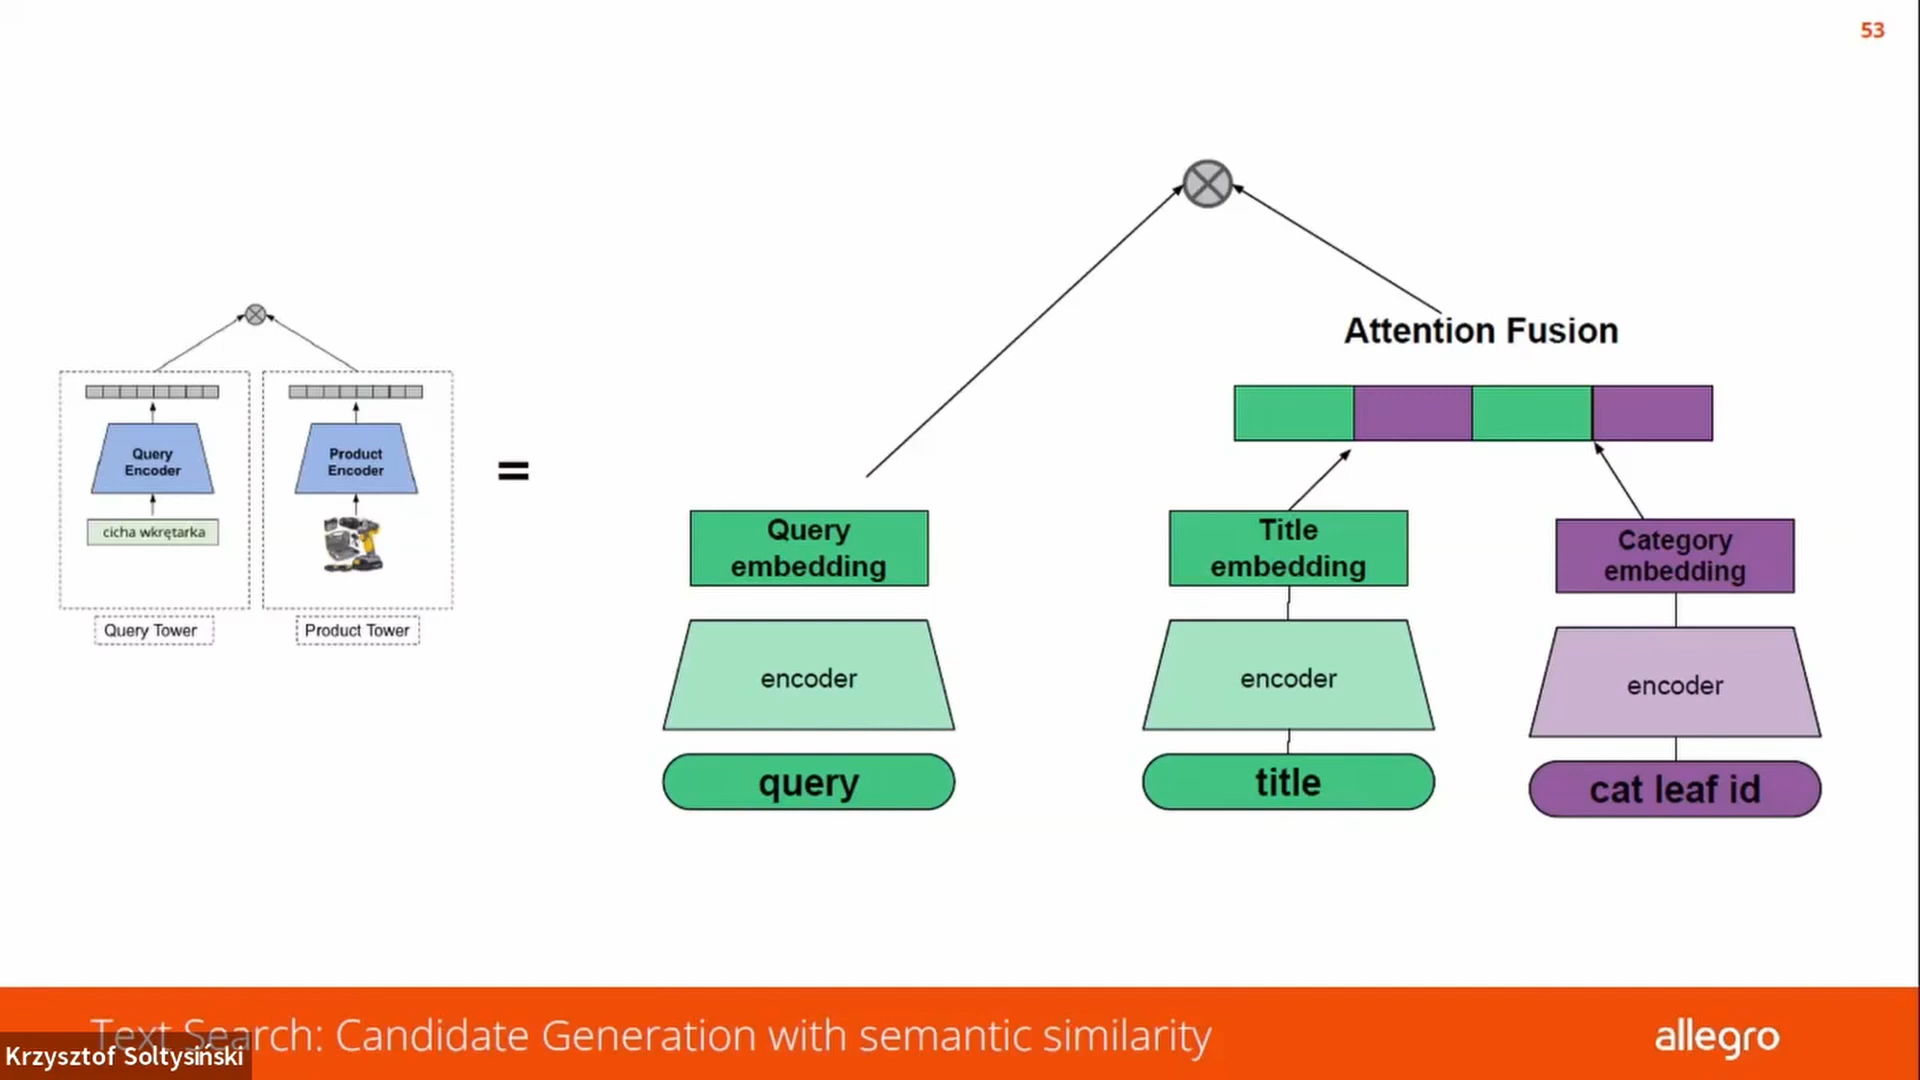 53
Attention Fusion
Query
Encoder
Product
Encoder
cicha wkrętarka
Query Tower
Product Tower
=
Query
embedding
Title
embedding
Category
embedding
encoder
encoder
encoder
query
title
cat leaf id
Text Search: Candidate Generation with semantic similarity
allegro
Krzysztof Soltysiński